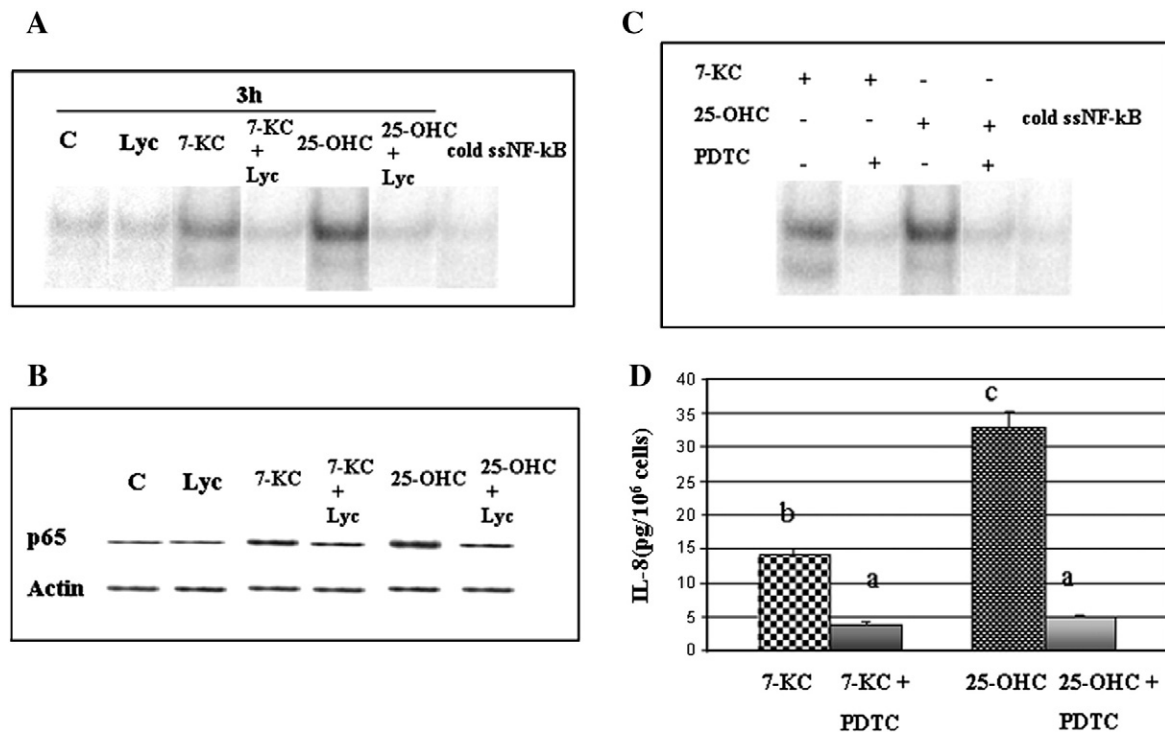 A
3h
C Lyc 7-KC 7-KC + Lyc 25-OHC 25-OHC + Lyc cold ssNF-kB
B
C Lyc 7-KC 7-KC + Lyc 25-OHC 25-OHC + Lyc
p65
Actin
C
7-KC + + - -
25-OHC - - + + cold ssNF-kB
PDTC - + - +
D
IL-8(pg/10⁶ cells)
40
35
30
25
20
15
10
5
0
b
a
c
a
7-KC 7-KC + PDTC 25-OHC 25-OHC + PDTC